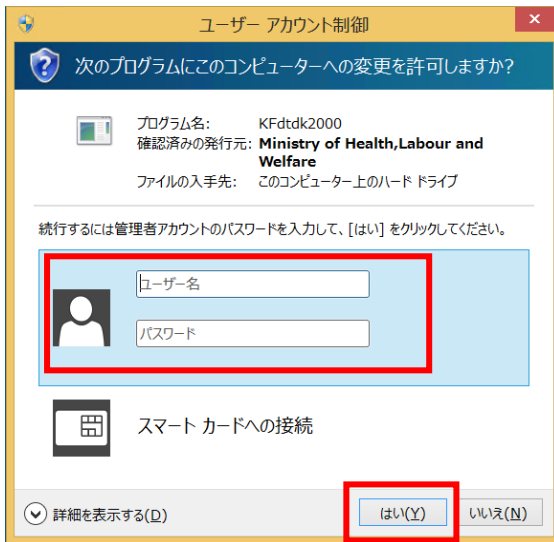 ユーザー アカウント制御
次のプログラムにこのコンピューターへの変更を許可しますか?
プログラム名: KFdtdk2000
確認済みの発行元: Ministry of Health,Labour and
Welfare
ファイルの入手先: このコンピューター上のハード ドライブ
続行するには管理者アカウントのパスワードを入力して、[はい] をクリックしてください。
ユーザー名
パスワード
スマート カードへの接続
詳細を表示する(D)
はい(Y)
いいえ(N)